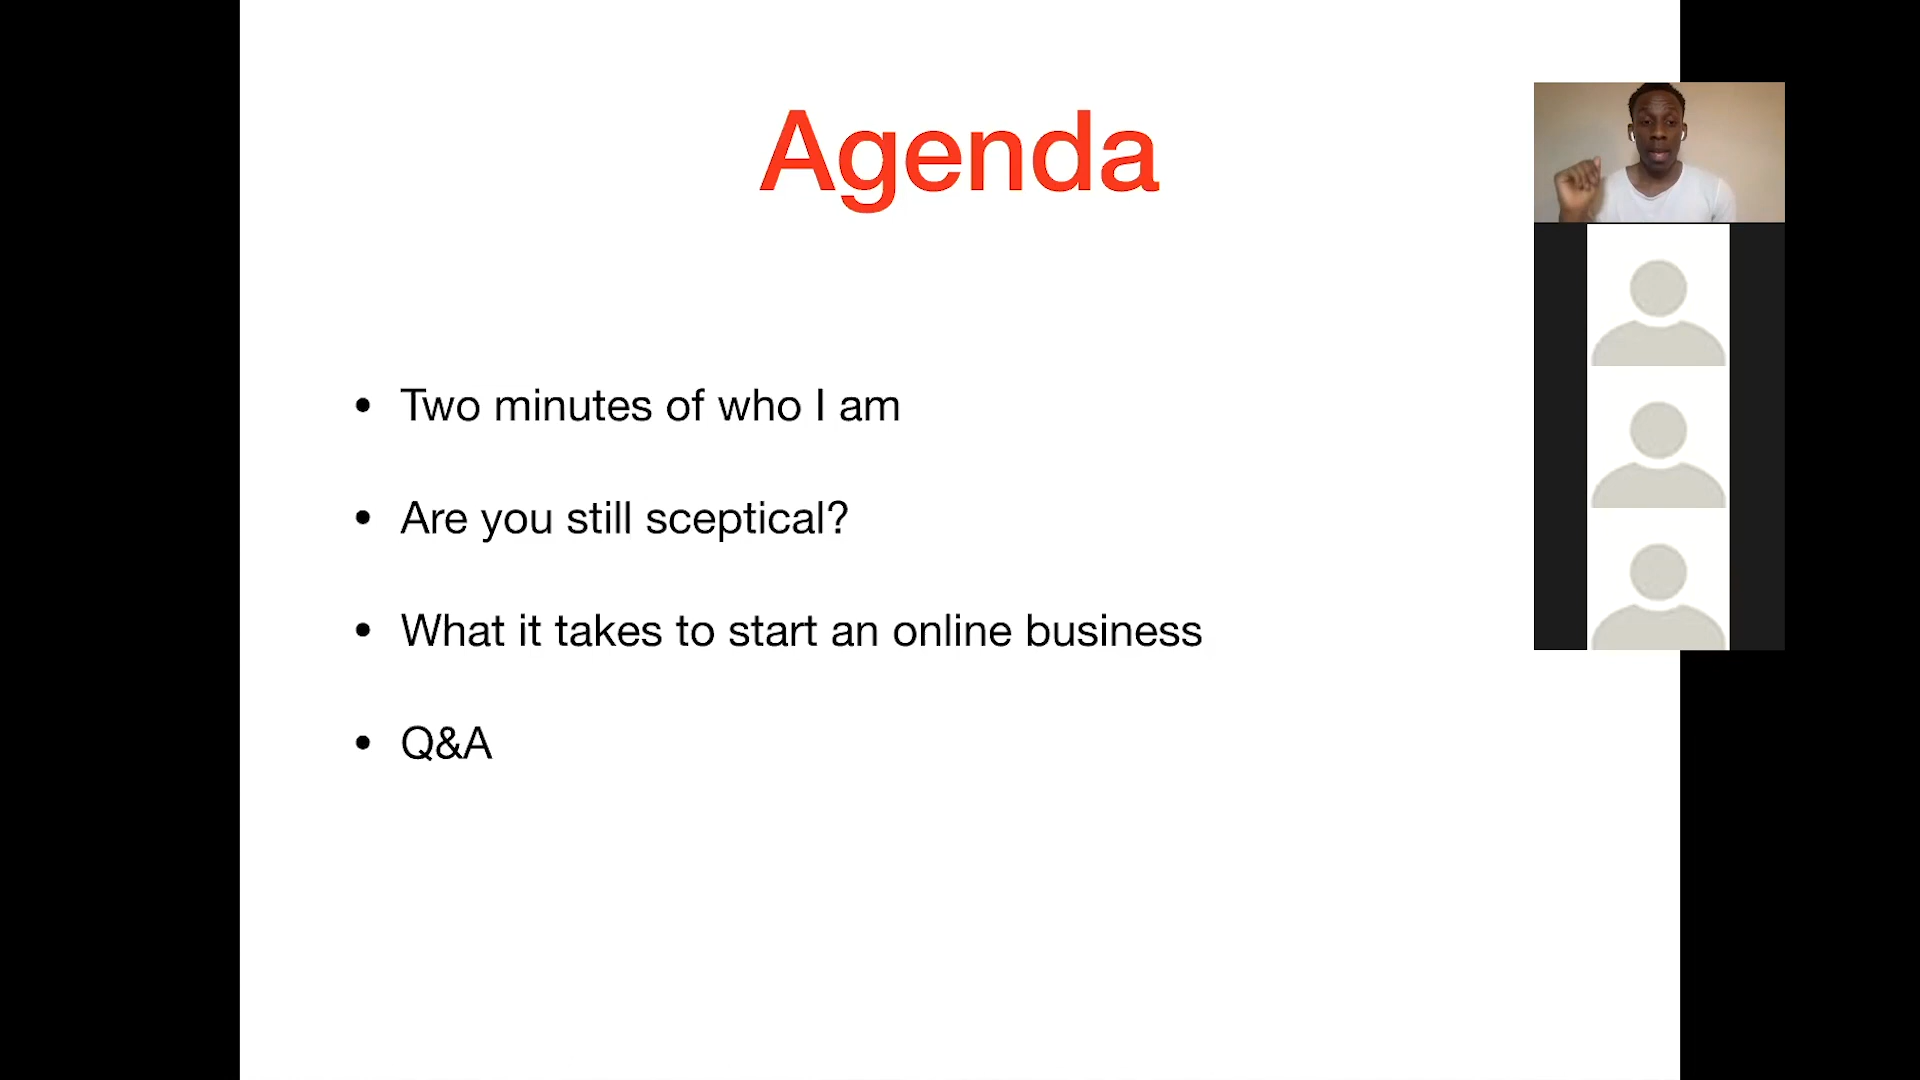 Agenda
• Two minutes of who I am
• Are you still sceptical?
• What it takes to start an online business
• Q&A